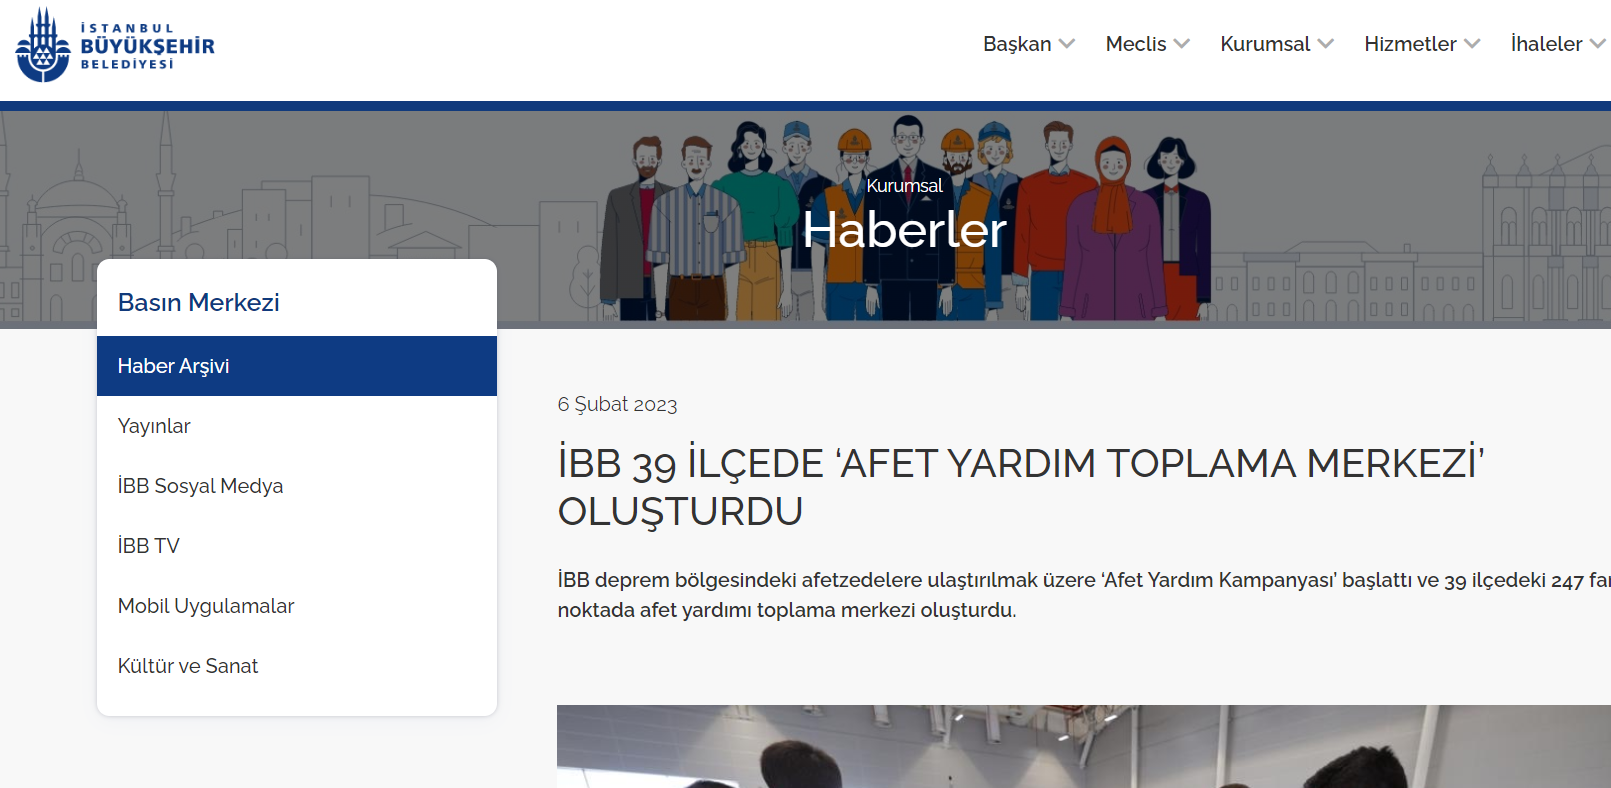 İSTANBUL
BÜYÜKŞEHİR
BELEDİYESİ
Başkan
Meclis
Kurumsal
Hizmetler
İhaleler
Kurumsal
Haberler
Basın Merkezi
Haber Arşivi
Yayınlar
İBB Sosyal Medya
İBB TV
Mobil Uygulamalar
Kültür ve Sanat
6 Şubat 2023
İBB 39 İLÇEDE ‘AFET YARDIM TOPLAMA MERKEZİ’
OLUŞTURDU
İBB deprem bölgesindeki afetzedelere ulaştırılmak üzere ‘Afet Yardım Kampanyası’ başlattı ve 39 ilçedeki 247
noktada afet yardımı toplama merkezi oluşturdu.